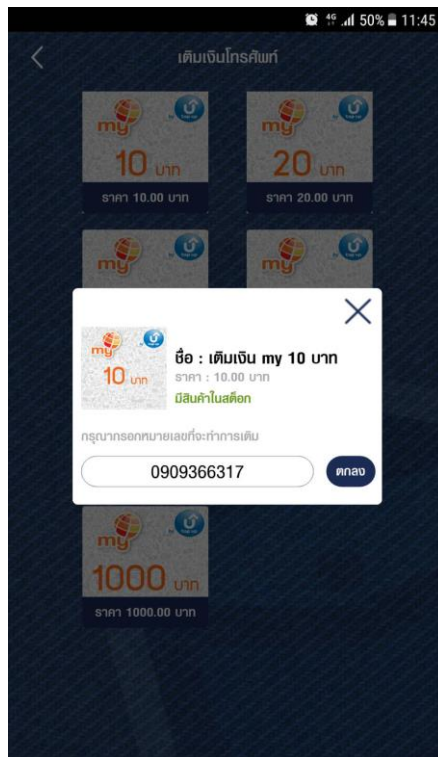 4G 50% 11:45
เติมเงินโทรศัพท์
my
10 บาท
ราคา 10.00 บาท
my
20 บาท
ราคา 20.00 บาท
my
my
my
10 บาท
ชื่อ : เติมเงิน my 10 บาท
ราคา : 10.00 บาท
มีสินค้าในสต็อก
กรุณากรอกหมายเลขที่จะทำการเติม
0909366317
ตกลง
my
1000 บาท
ราคา 1000.00 บาท